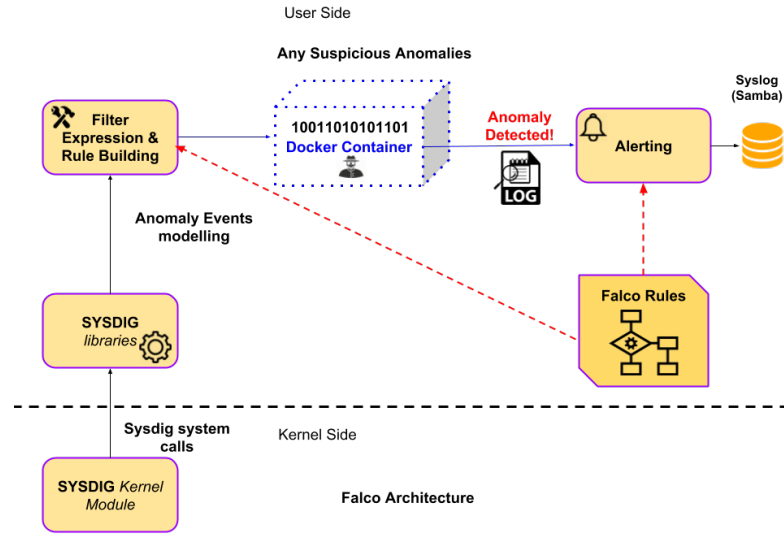 User Side
Any Suspicious Anomalies
Syslog
(Samba)
Filter
Expression &
Rule Building
10011010101101
Docker Container
Anomaly
Detected!
LOG
Alerting
Anomaly Events
modelling
Falco Rules
SYSDIG
libraries
Sysdig system
calls
Kernel Side
SYSDIG Kernel
Module
Falco Architecture